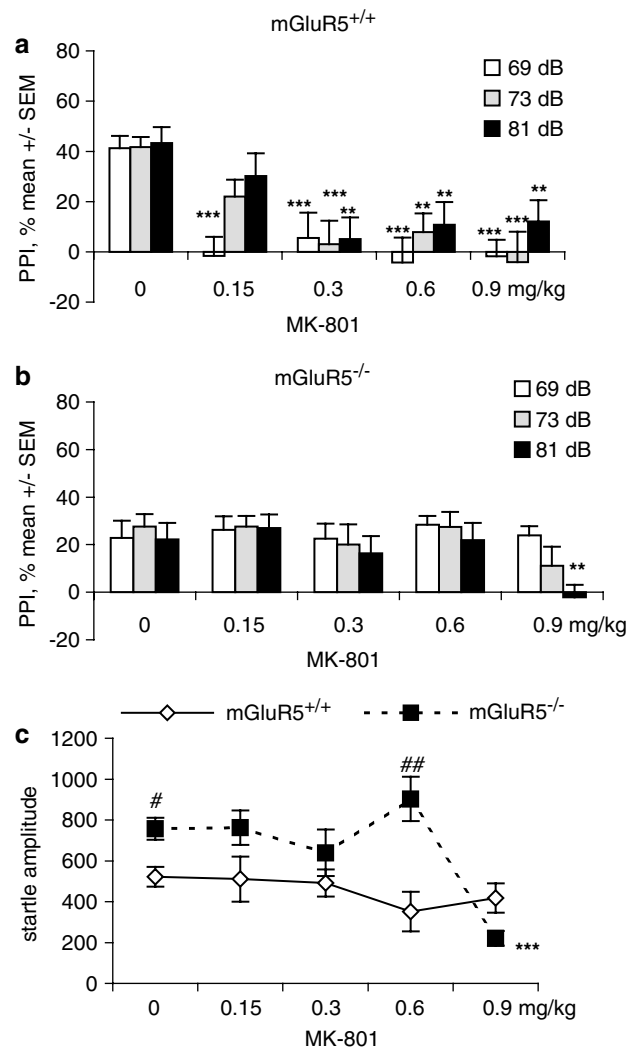 a
mGluR5+/+
PPI, % mean +/- SEM
80
60
40
20
0
-20
69 dB
73 dB
81 dB
***
***
***
**
***
**
**
***
***
**
0
0.15
0.3
0.6
0.9 mg/kg
MK-801
b
mGluR5-/-
PPI, % mean +/- SEM
80
60
40
20
0
-20
69 dB
73 dB
81 dB
**
0
0.15
0.3
0.6
0.9 mg/kg
MK-801
mGluR5+/+
mGluR5-/-
c
startle amplitude
1200
1000
800
600
400
200
0
#
##
***
0
0.15
0.3
0.6
0.9 mg/kg
MK-801